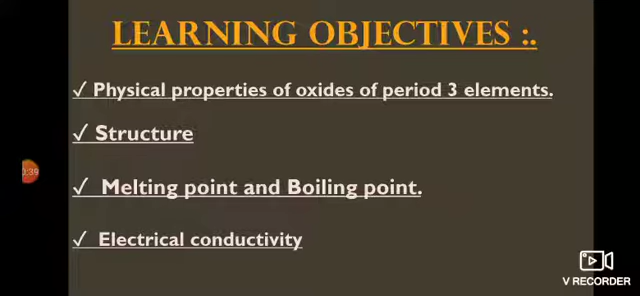 LEARNING OBJECTIVES :.
✓ Physical properties of oxides of period 3 elements.
✓ Structure
:39
✓ Melting point and Boiling point.
✓ Electrical conductivity
V RECORDER